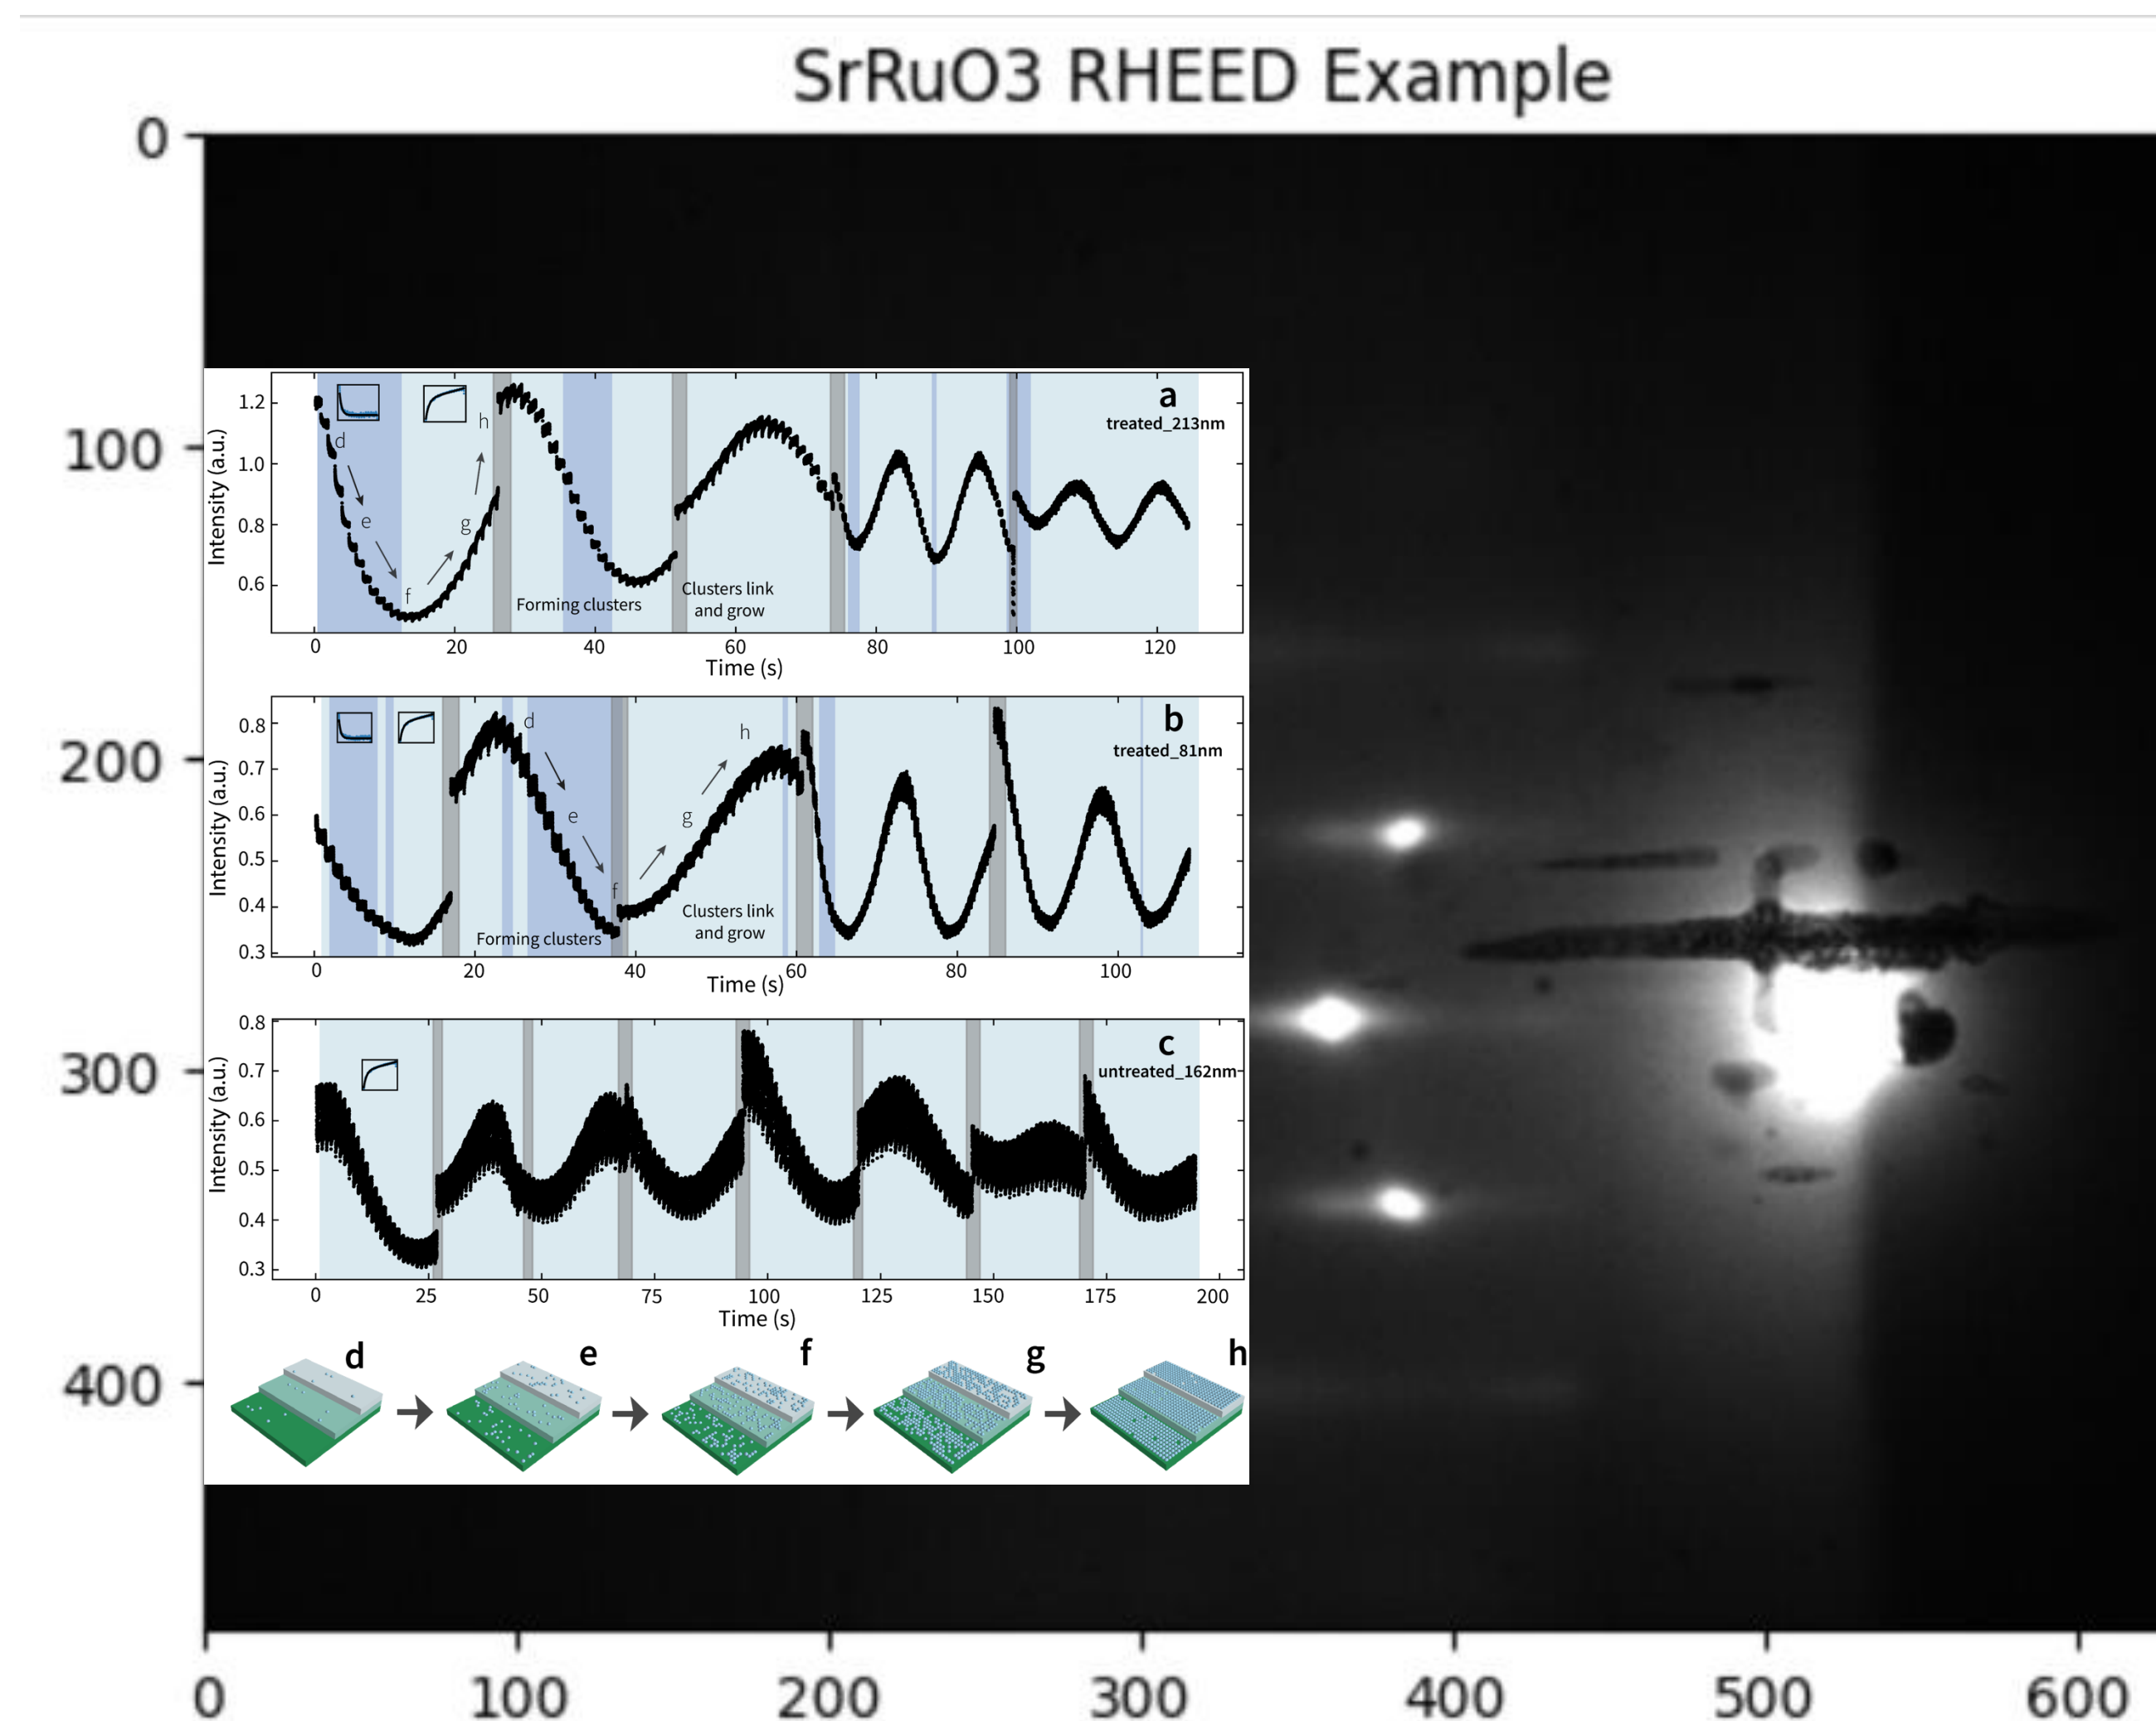 SrRuO3 RHEED Example
0
100
200
300
400
0 100 200 300 400 500 600
a
treated_213nm
1.2
1.0
0.8
0.6
Intensity (a.u.)
d
e
f
g
h
Forming clusters
Clusters link
and grow
0 20 40 60 80 100 120
Time (s)
b
treated_81nm
0.8
0.7
0.6
0.5
0.4
0.3
Intensity (a.u.)
d
e
f
g
h
Forming clusters
Clusters link
and grow
0 20 40 60 80 100
Time (s)
c
untreated_162nm
0.8
0.7
0.6
0.5
0.4
0.3
Intensity (a.u.)
0 25 50 75 100 125 150 175 200
Time (s)
d e f g h